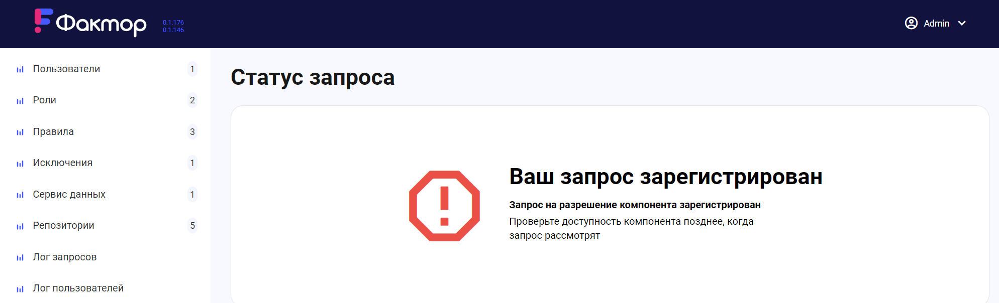 Фактор
0.1.176
0.1.146
Admin
Пользователи 1
Роли 2
Правила 3
Исключения 1
Сервис данных 1
Репозитории 5
Лог запросов
Лог пользователей
Статус запроса
Ваш запрос зарегистрирован
Запрос на разрешение компонента зарегистрирован
Проверьте доступность компонента позднее, когда
запрос рассмотрят